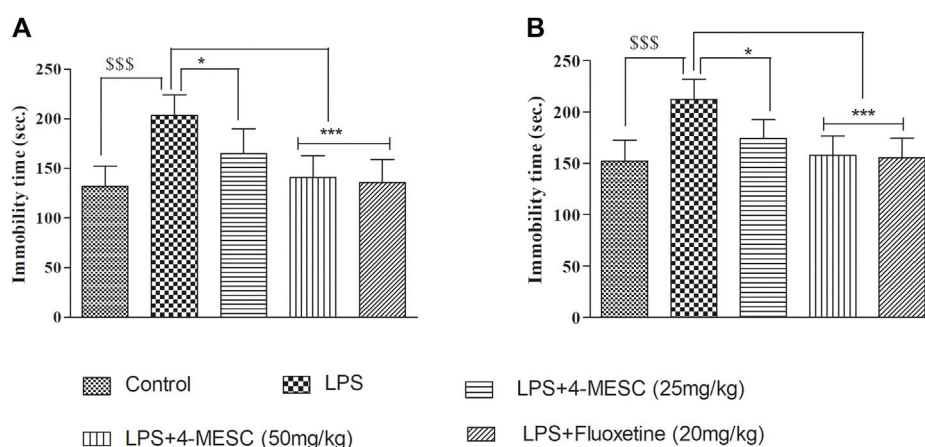 A
$$$
*
***
Immobility time (sec.)
250
200
150
100
50
0
B
$$$
*
***
Immobility time (sec.)
250
200
150
100
50
0
Control
LPS
LPS+4-MESC (25mg/kg)
LPS+4-MESC (50mg/kg)
LPS+Fluoxetine (20mg/kg)